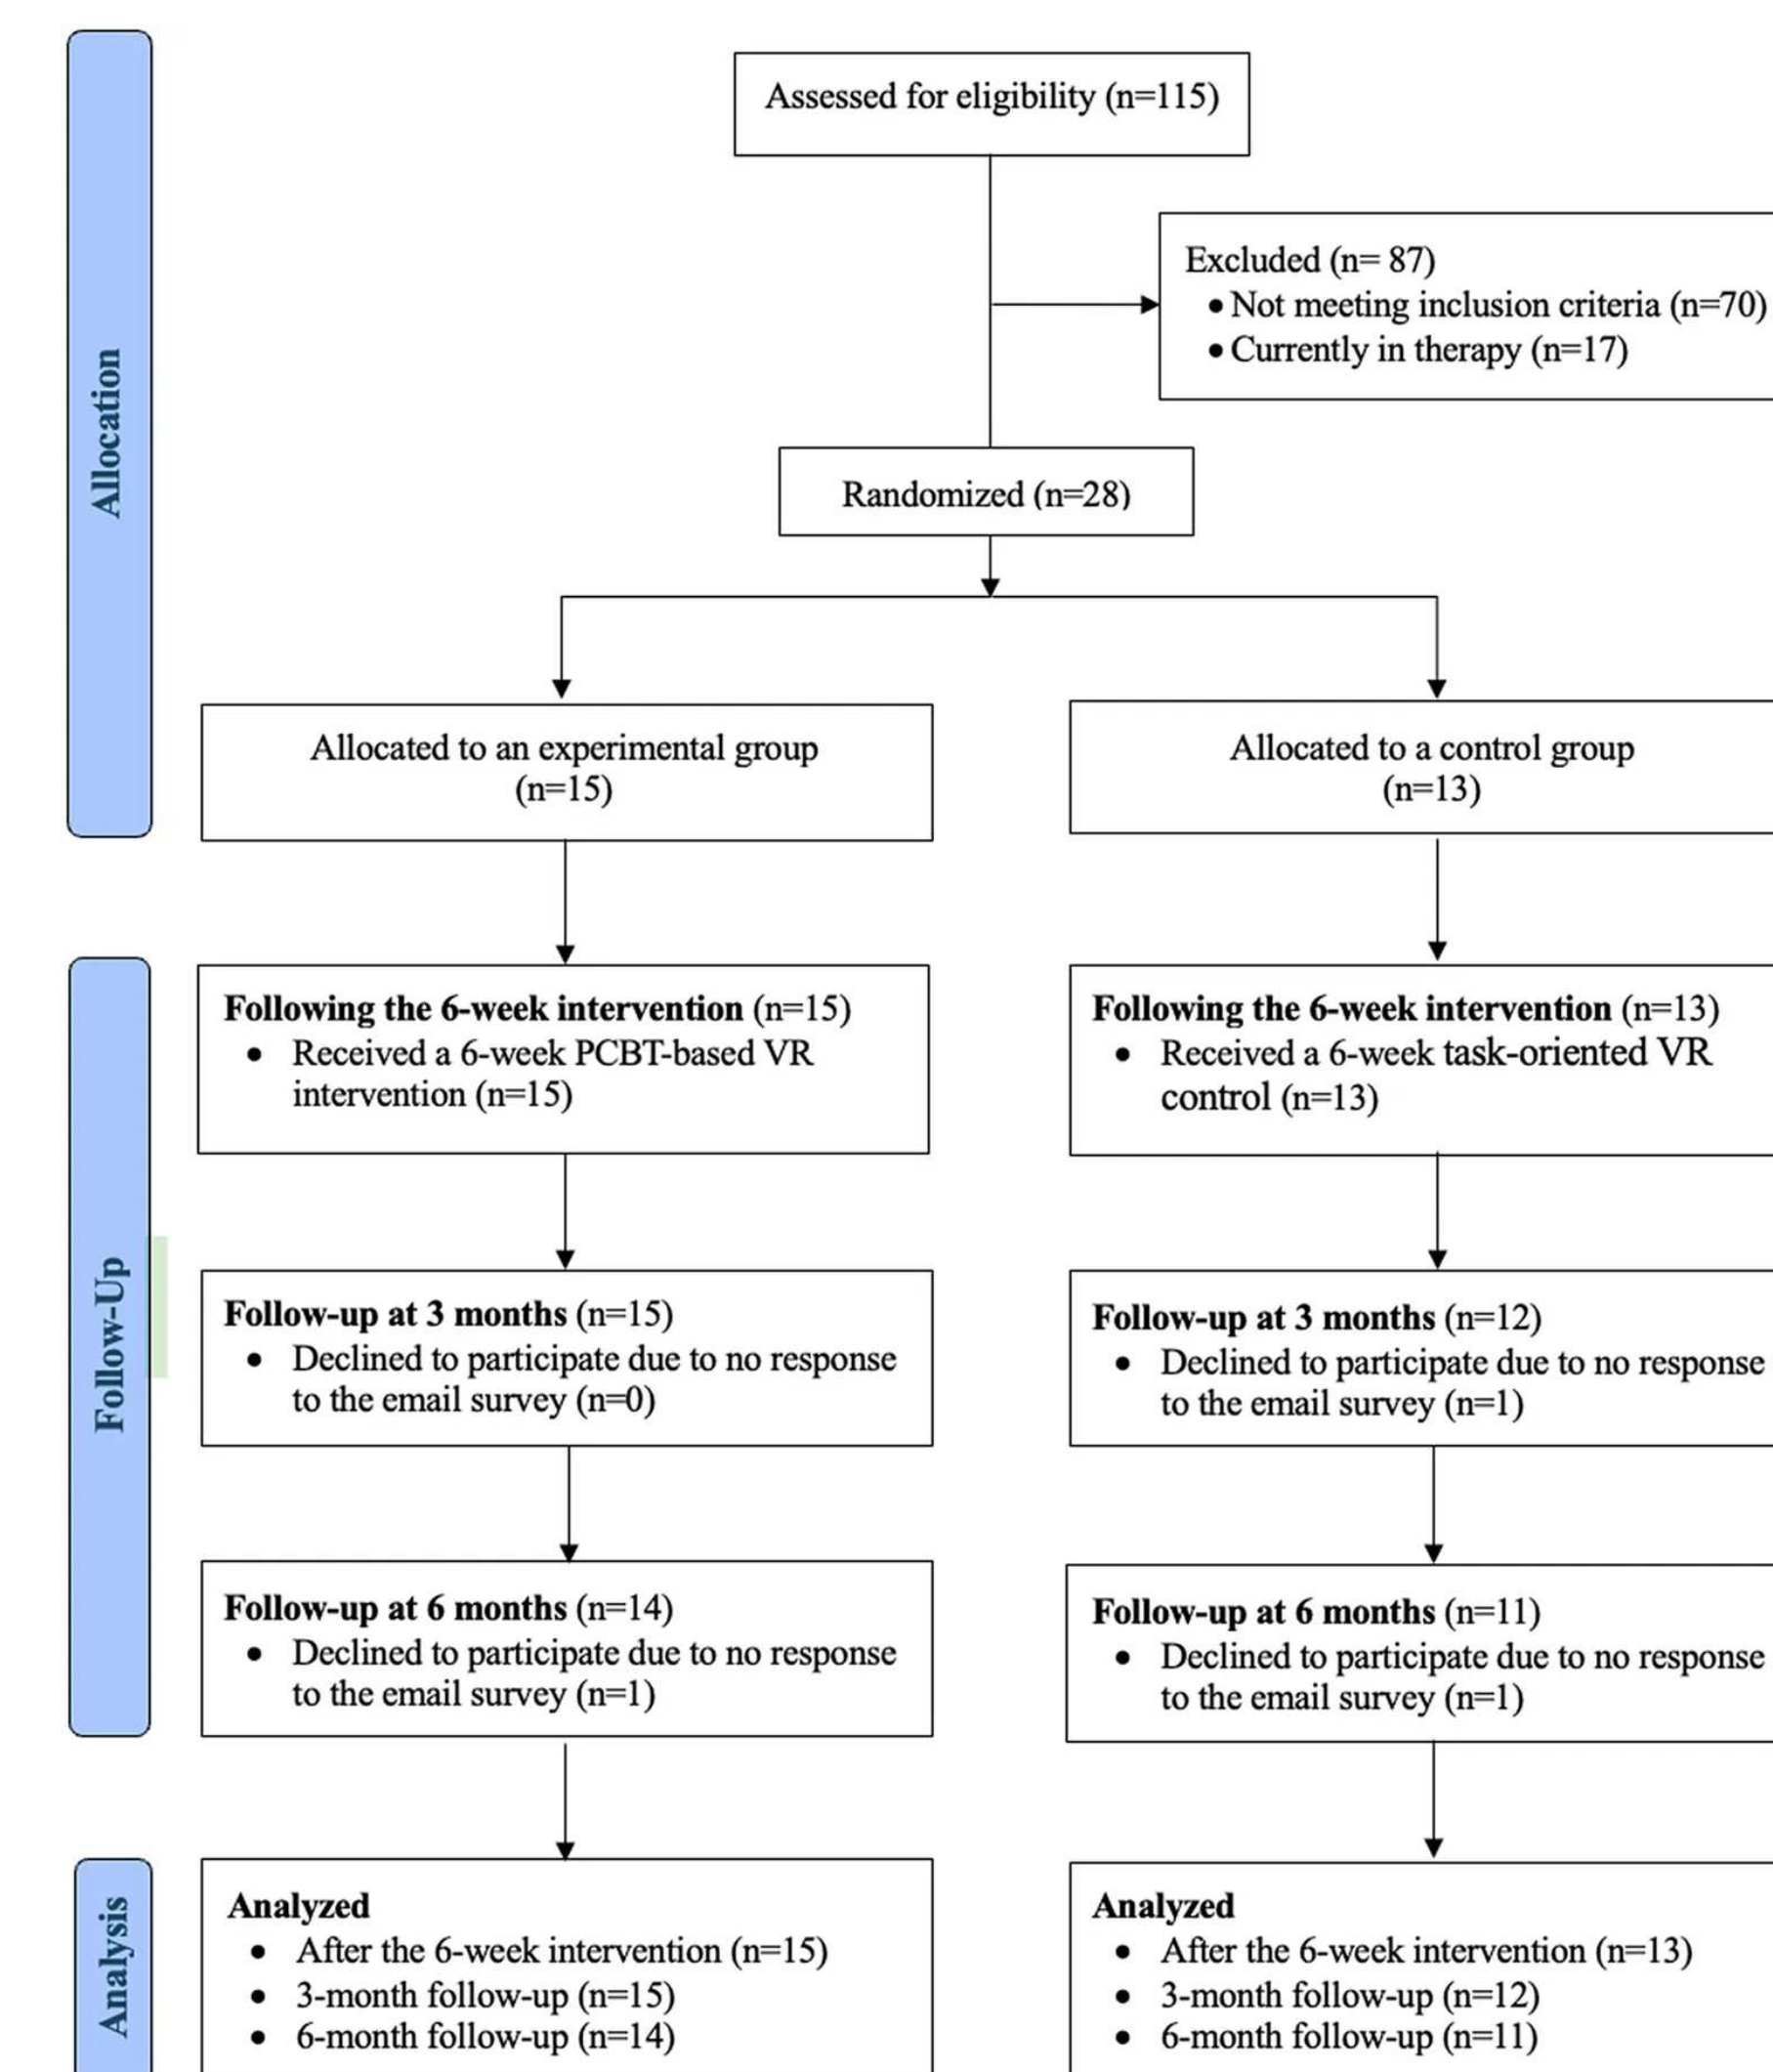 Allocation
Assessed for eligibility (n=115)
Excluded (n= 87)
• Not meeting inclusion criteria (n=70)
• Currently in therapy (n=17)
Randomized (n=28)
Allocated to an experimental group
(n=15)
Allocated to a control group
(n=13)
Follow-Up
Following the 6-week intervention (n=15)
• Received a 6-week PCBT-based VR
intervention (n=15)
Following the 6-week intervention (n=13)
• Received a 6-week task-oriented VR
control (n=13)
Follow-up at 3 months (n=15)
• Declined to participate due to no response
to the email survey (n=0)
Follow-up at 3 months (n=12)
• Declined to participate due to no response
to the email survey (n=1)
Follow-up at 6 months (n=14)
• Declined to participate due to no response
to the email survey (n=1)
Follow-up at 6 months (n=11)
• Declined to participate due to no response
to the email survey (n=1)
Analysis
Analyzed
• After the 6-week intervention (n=15)
• 3-month follow-up (n=15)
• 6-month follow-up (n=14)
Analyzed
• After the 6-week intervention (n=13)
• 3-month follow-up (n=12)
• 6-month follow-up (n=11)